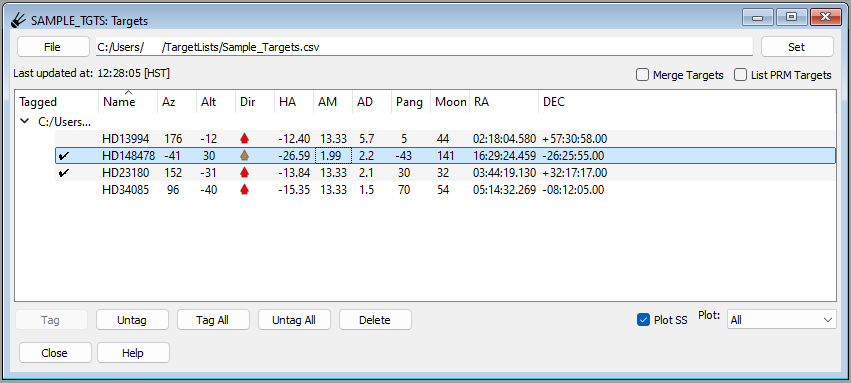 SAMPLE_TGTS: Targets
File C:/Users/ /TargetLists/Sample_Targets.csv Set
Last updated at: 12:28:05 [HST] Merge Targets List PRM Targets
Tagged Name Az Alt Dir HA AM AD Pang Moon RA DEC
C:/Users...
HD13994 176 -12 -12.40 13.33 5.7 5 44 02:18:04.580 +57:30:58.00
✔ HD148478 -41 30 -26.59 1.99 2.2 -43 141 16:29:24.459 -26:25:55.00
✔ HD23180 152 -31 -13.84 13.33 2.1 30 32 03:44:19.130 +32:17:17.00
HD34085 96 -40 -15.35 13.33 1.5 70 54 05:14:32.269 -08:12:05.00
Tag Untag Tag All Untag All Delete Plot SS Plot: All
Close Help